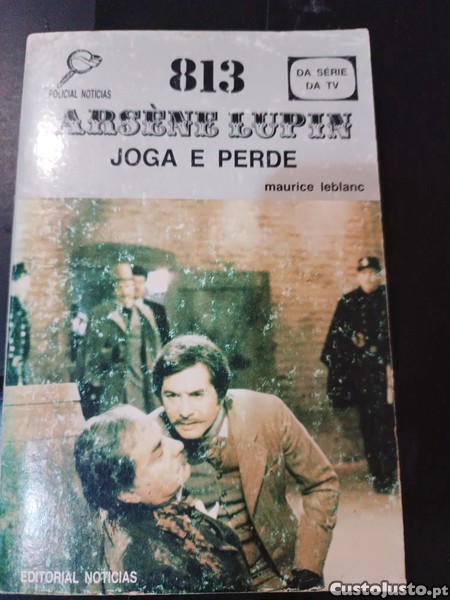 813
POLICIAL NOTICIAS
DA SÉRIE
DA TV
ARSÈNE LUPIN
JOGA E PERDE
maurice leblanc
EDITORIAL NOTICIAS
CustoJusto.pt